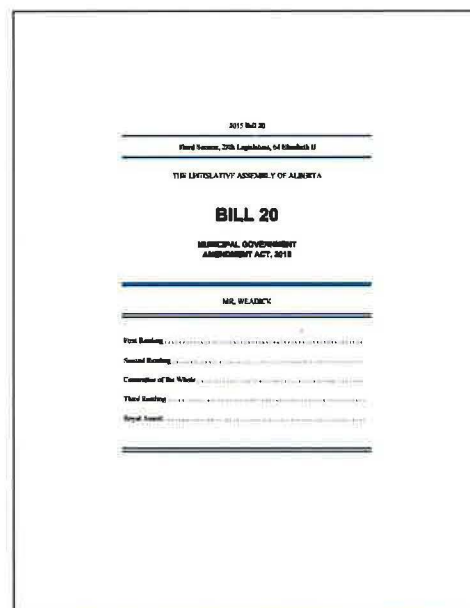 2015 Bill 20
Third Session, 28th Legislature, 64 Elizabeth II
THE LEGISLATIVE ASSEMBLY OF ALBERTA
BILL 20
MUNICIPAL GOVERNMENT
AMENDMENT ACT, 2015
MR. WEADICK
First Reading
Second Reading
Committee of the Whole
Third Reading
Royal Assent